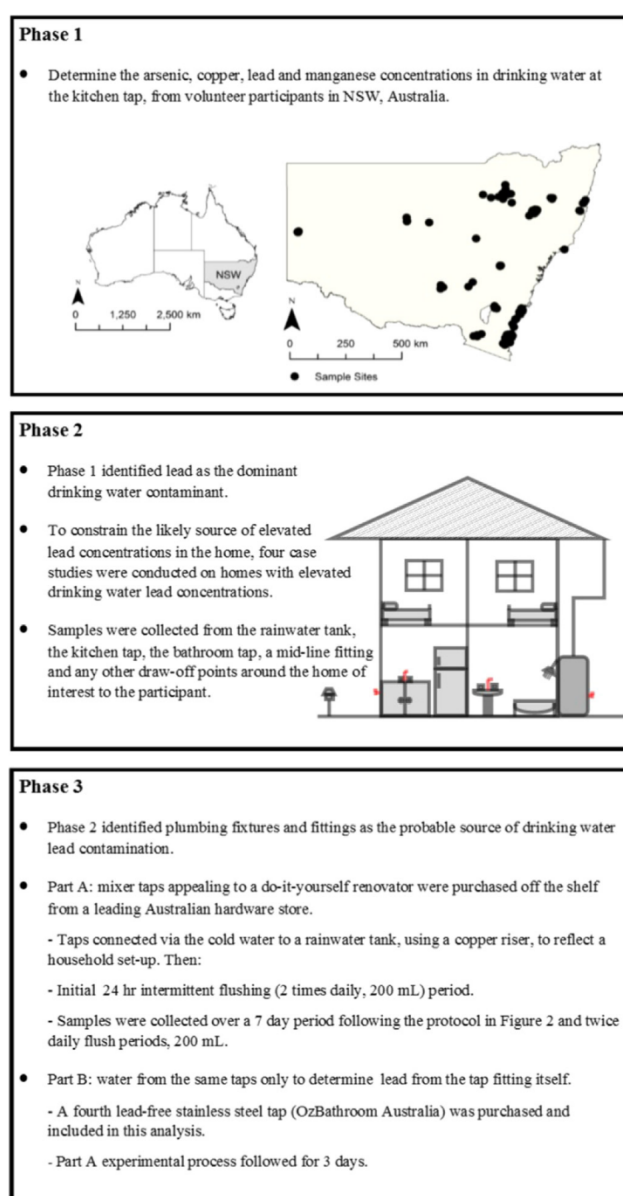 Phase 1
• Determine the arsenic, copper, lead and manganese concentrations in drinking water at
the kitchen tap, from volunteer participants in NSW, Australia.
NSW
N
0 1,250 2,500 km
N
0 250 500 km
• Sample Sites
Phase 2
• Phase 1 identified lead as the dominant
drinking water contaminant.
• To constrain the likely source of elevated
lead concentrations in the home, four case
studies were conducted on homes with elevated
drinking water lead concentrations.
• Samples were collected from the rainwater tank,
the kitchen tap, the bathroom tap, a mid-line fitting
and any other draw-off points around the home of
interest to the participant.
Phase 3
• Phase 2 identified plumbing fixtures and fittings as the probable source of drinking water
lead contamination.
• Part A: mixer taps appealing to a do-it-yourself renovator were purchased off the shelf
from a leading Australian hardware store.
- Taps connected via the cold water to a rainwater tank, using a copper riser, to reflect a
household set-up. Then:
- Initial 24 hr intermittent flushing (2 times daily, 200 mL) period.
- Samples were collected over a 7 day period following the protocol in Figure 2 and twice
daily flush periods, 200 mL.
• Part B: water from the same taps only to determine lead from the tap fitting itself.
- A fourth lead-free stainless steel tap (OzBathroom Australia) was purchased and
included in this analysis.
- Part A experimental process followed for 3 days.